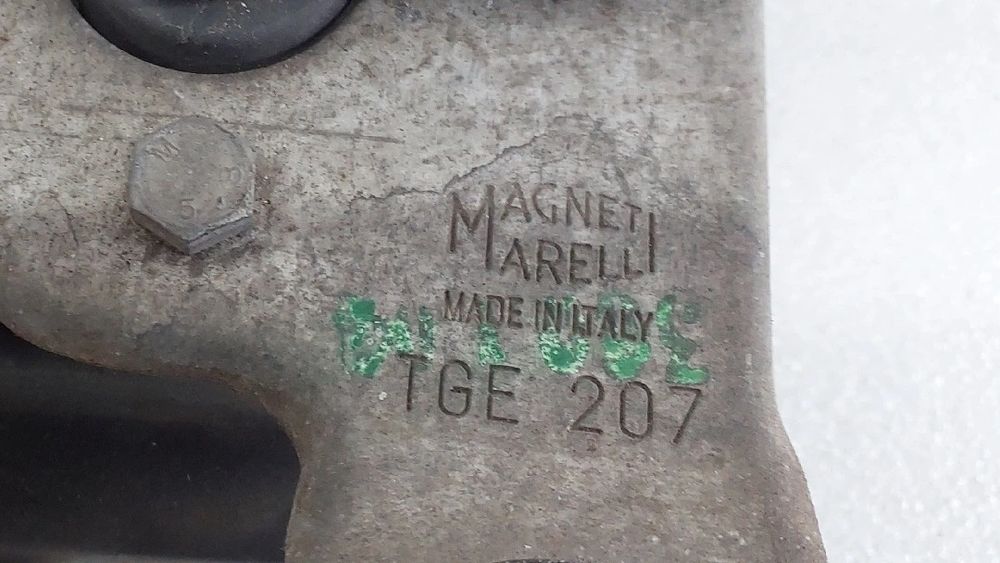 MAGNETI
MARELLI
MADE IN ITALY
TGE 207